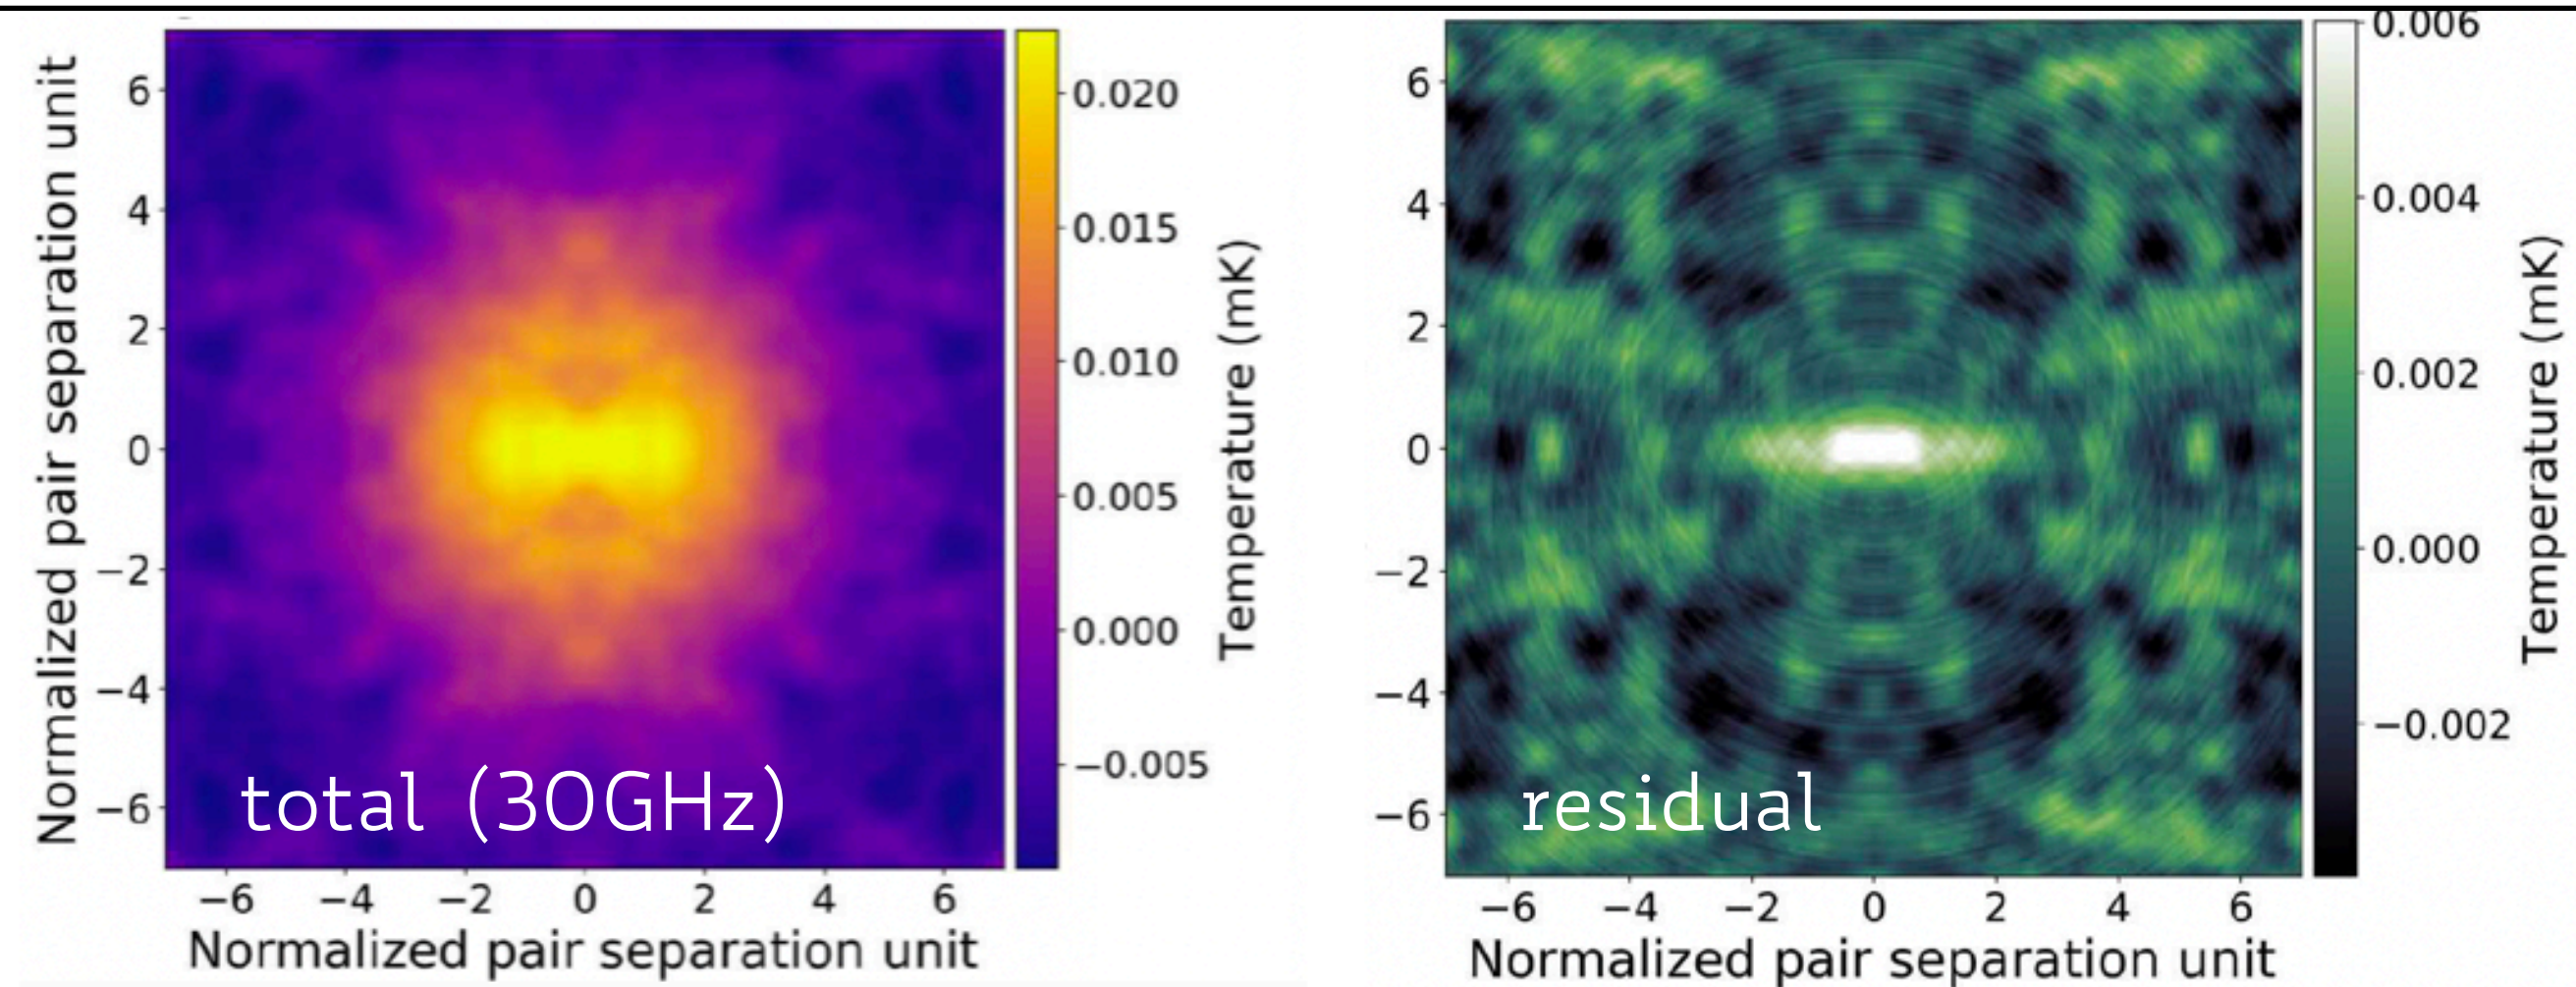 Normalized pair separation unit
6
4
2
0
−2
−4
−6
total (30GHz)
−6 −4 −2 0 2 4 6
Normalized pair separation unit
0.020
0.015
0.010
0.005
0.000
−0.005
Temperature (mK)
6
4
2
0
−2
−4
−6
residual
−6 −4 −2 0 2 4 6
Normalized pair separation unit
0.006
0.004
0.002
0.000
−0.002
Temperature (mK)